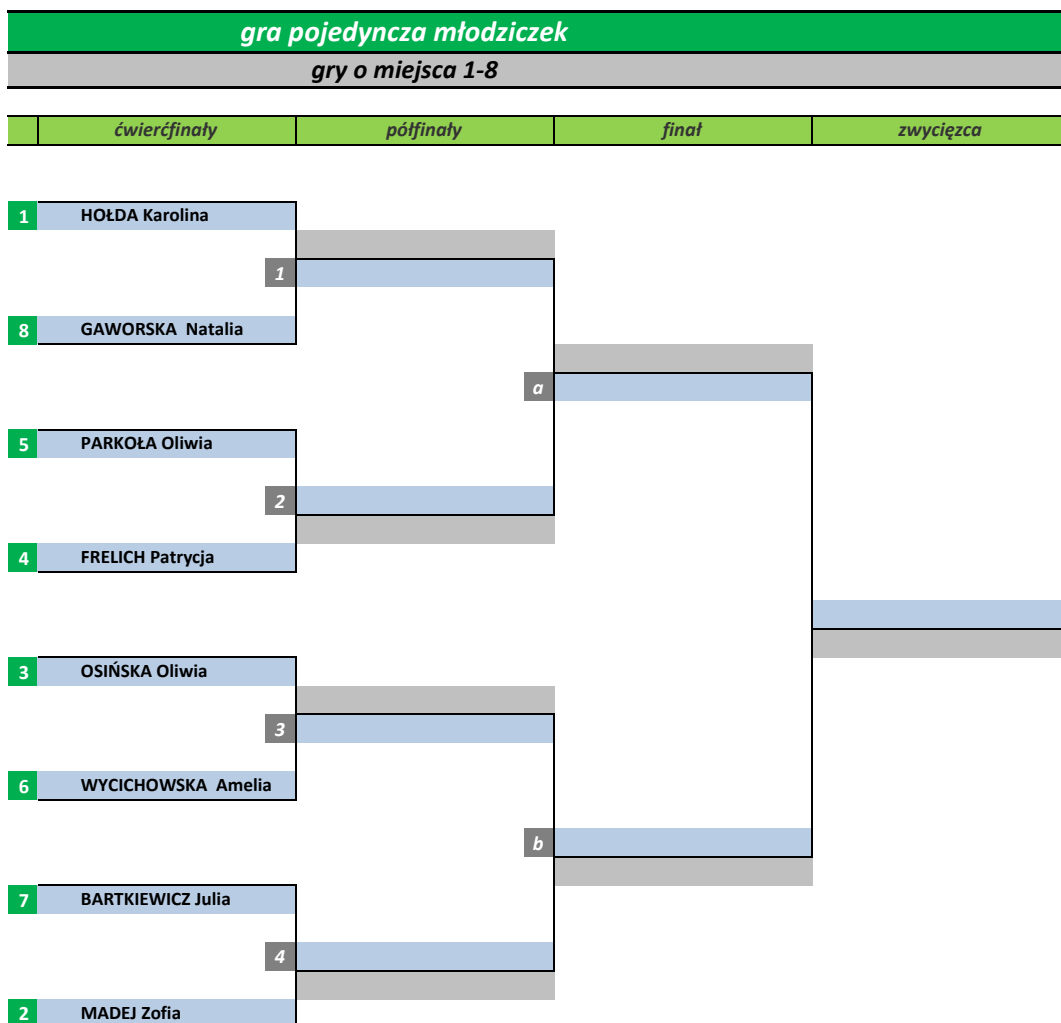 gra pojedyncza młodziczek
gry o miejsca 1-8
ćwierćfinały półfinały finał zwycięzca
1 HOŁDA Karolina
1
8 GAWORSKA Natalia
a
5 PARKOŁA Oliwia
2
4 FRELICH Patrycja
3 OSIŃSKA Oliwia
3
6 WYCICHOWSKA Amelia
b
7 BARTKIEWICZ Julia
4
2 MADEJ Zofia